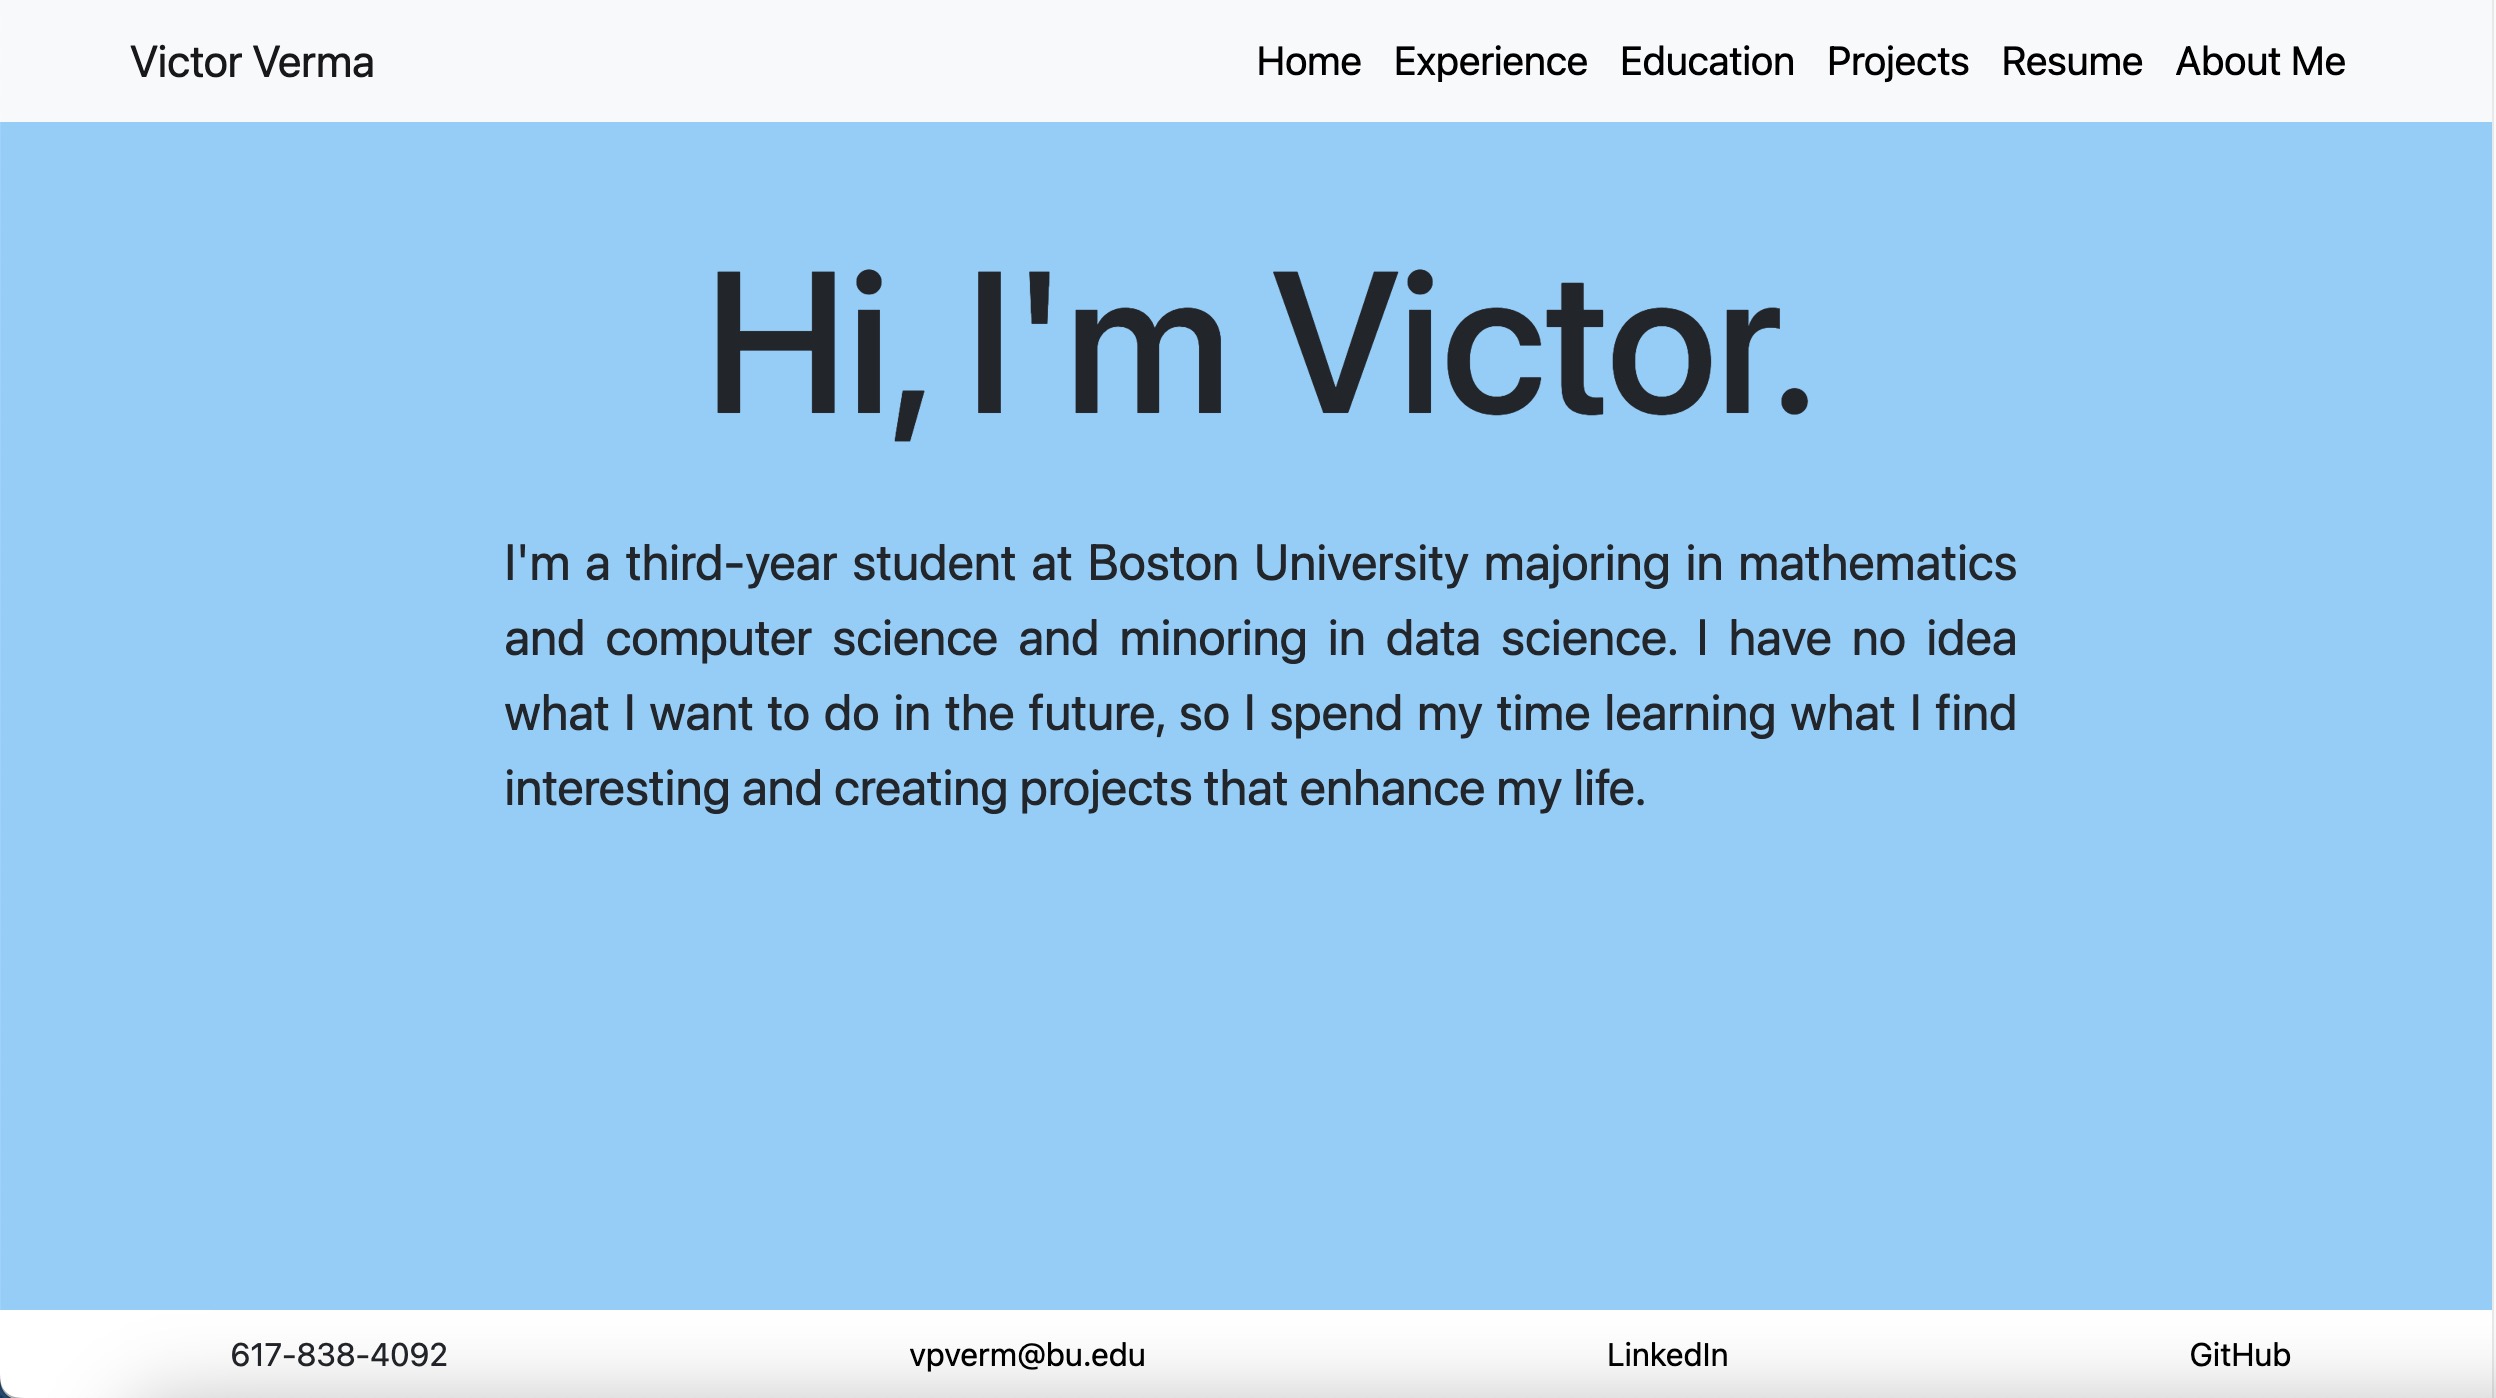 Victor Verma Home Experience Education Projects Resume About Me
Hi, I'm Victor.
I'm a third-year student at Boston University majoring in mathematics
and computer science and minoring in data science. I have no idea
what I want to do in the future, so I spend my time learning what I find
interesting and creating projects that enhance my life.
617-838-4092 vpverm@bu.edu LinkedIn GitHub